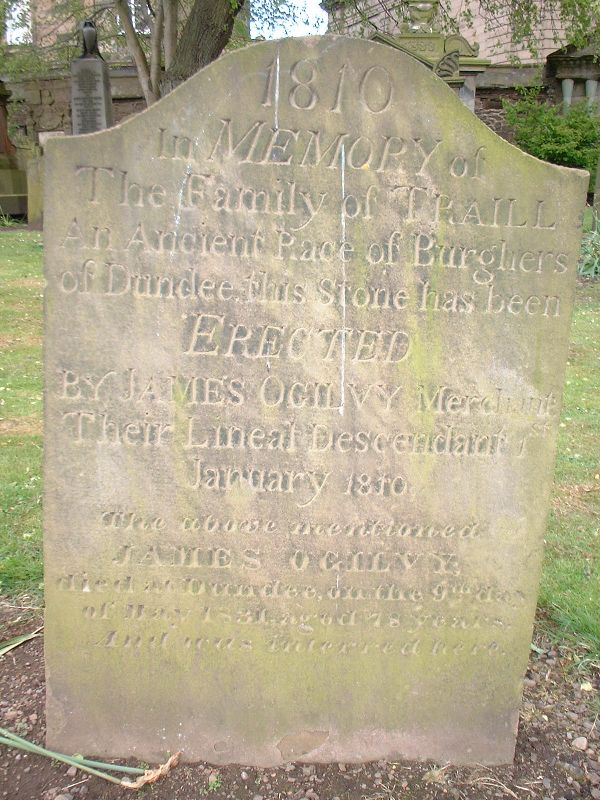 1810
In MEMORY of
The Family of TRAILL
An Ancient Race of Burghers
of Dundee, this Stone has been
ERECTED
BY JAMES OGILVY Merchant
Their Lineal Descendant 1st
January 1810.
The above mentioned
JAMES OGILVY,
died at Dundee, on the 9th day
of May 1831, aged 78 years,
And was interred here.